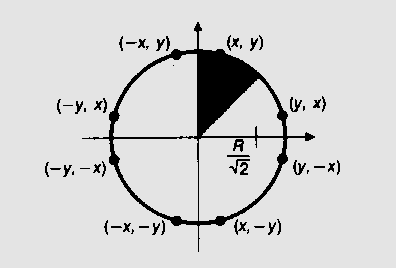 (−x, y) (x, y)
(−y, x) (y, x)
R
√2
(−y, −x) (y, −x)
(−x, −y) (x, −y)